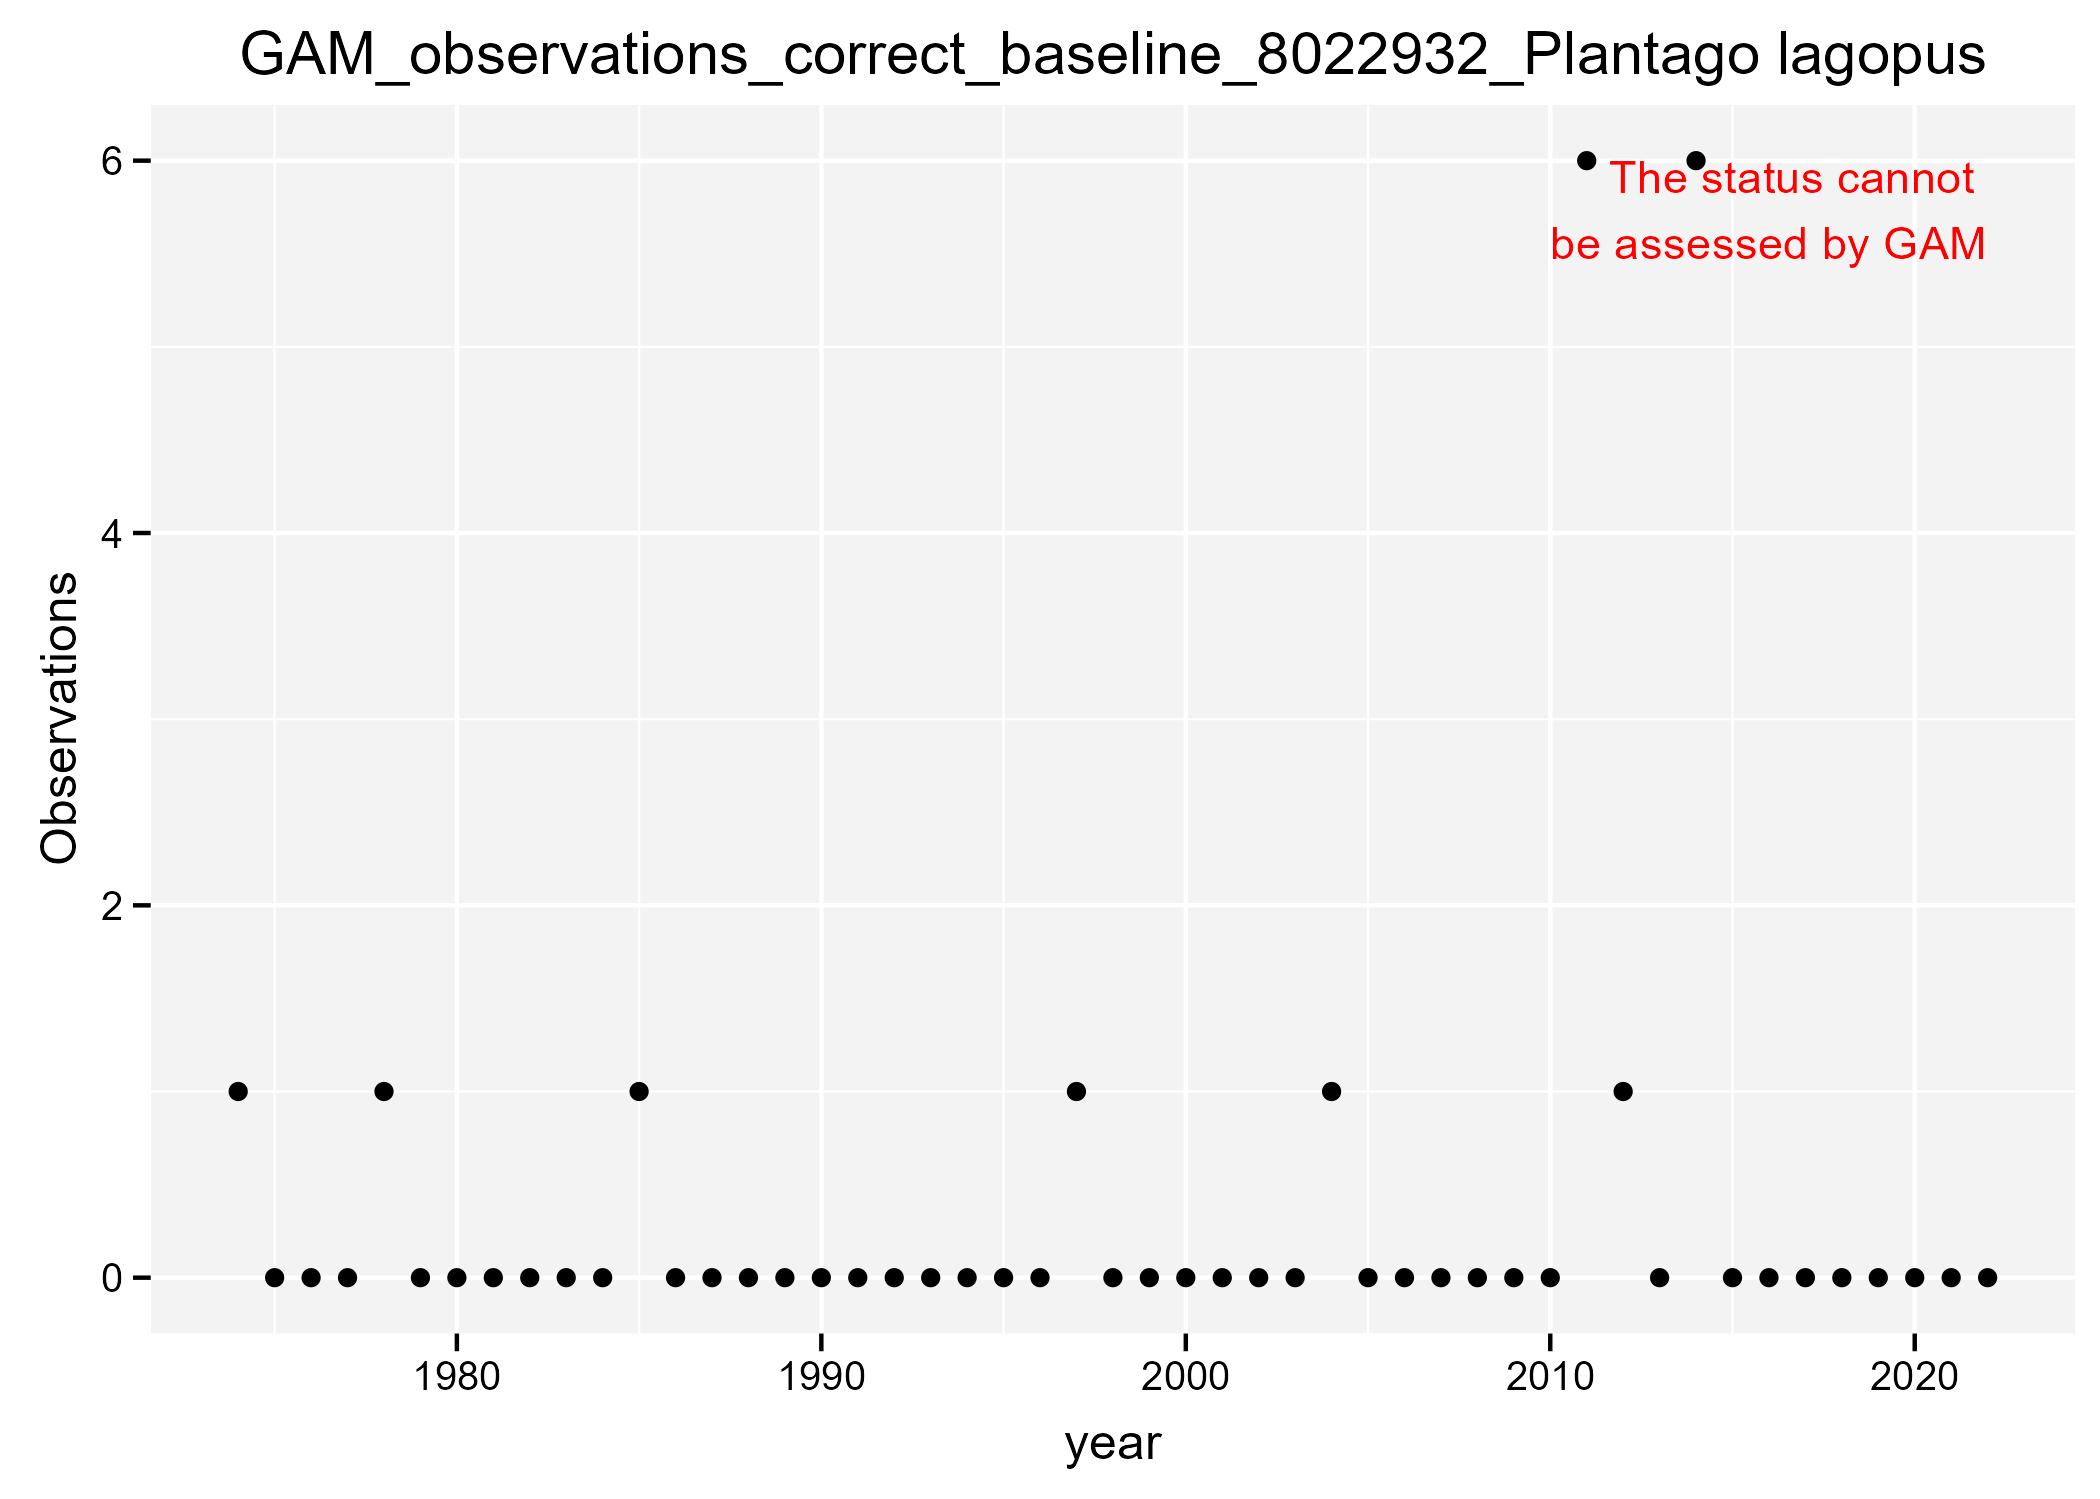 GAM_observations_correct_baseline_8022932_Plantago lagopus
6
The status cannot
be assessed by GAM
4
Observations
2
0
1980 1990 2000 2010 2020
year